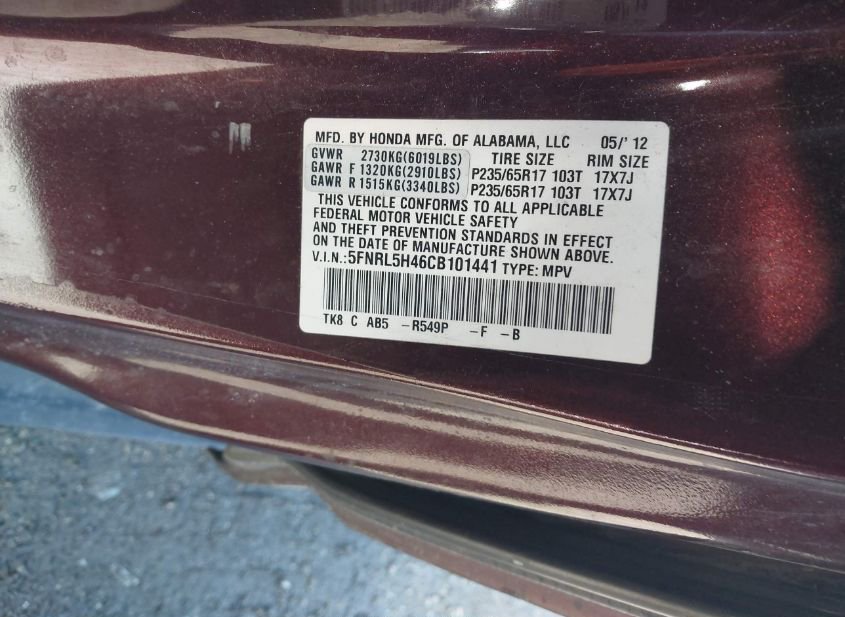 MFD. BY HONDA MFG. OF ALABAMA, LLC 05/'12
GVWR 2730KG(6019LBS) TIRE SIZE RIM SIZE
GAWR F 1320KG(2910LBS) P235/65R17 103T 17X7J
GAWR R 1515KG(3340LBS) P235/65R17 103T 17X7J
THIS VEHICLE CONFORMS TO ALL APPLICABLE
FEDERAL MOTOR VEHICLE SAFETY
AND THEFT PREVENTION STANDARDS IN EFFECT
ON THE DATE OF MANUFACTURE SHOWN ABOVE.
V.I.N.:5FNRL5H46CB101441 TYPE: MPV
TK8 C AB5 -R549P -F -B